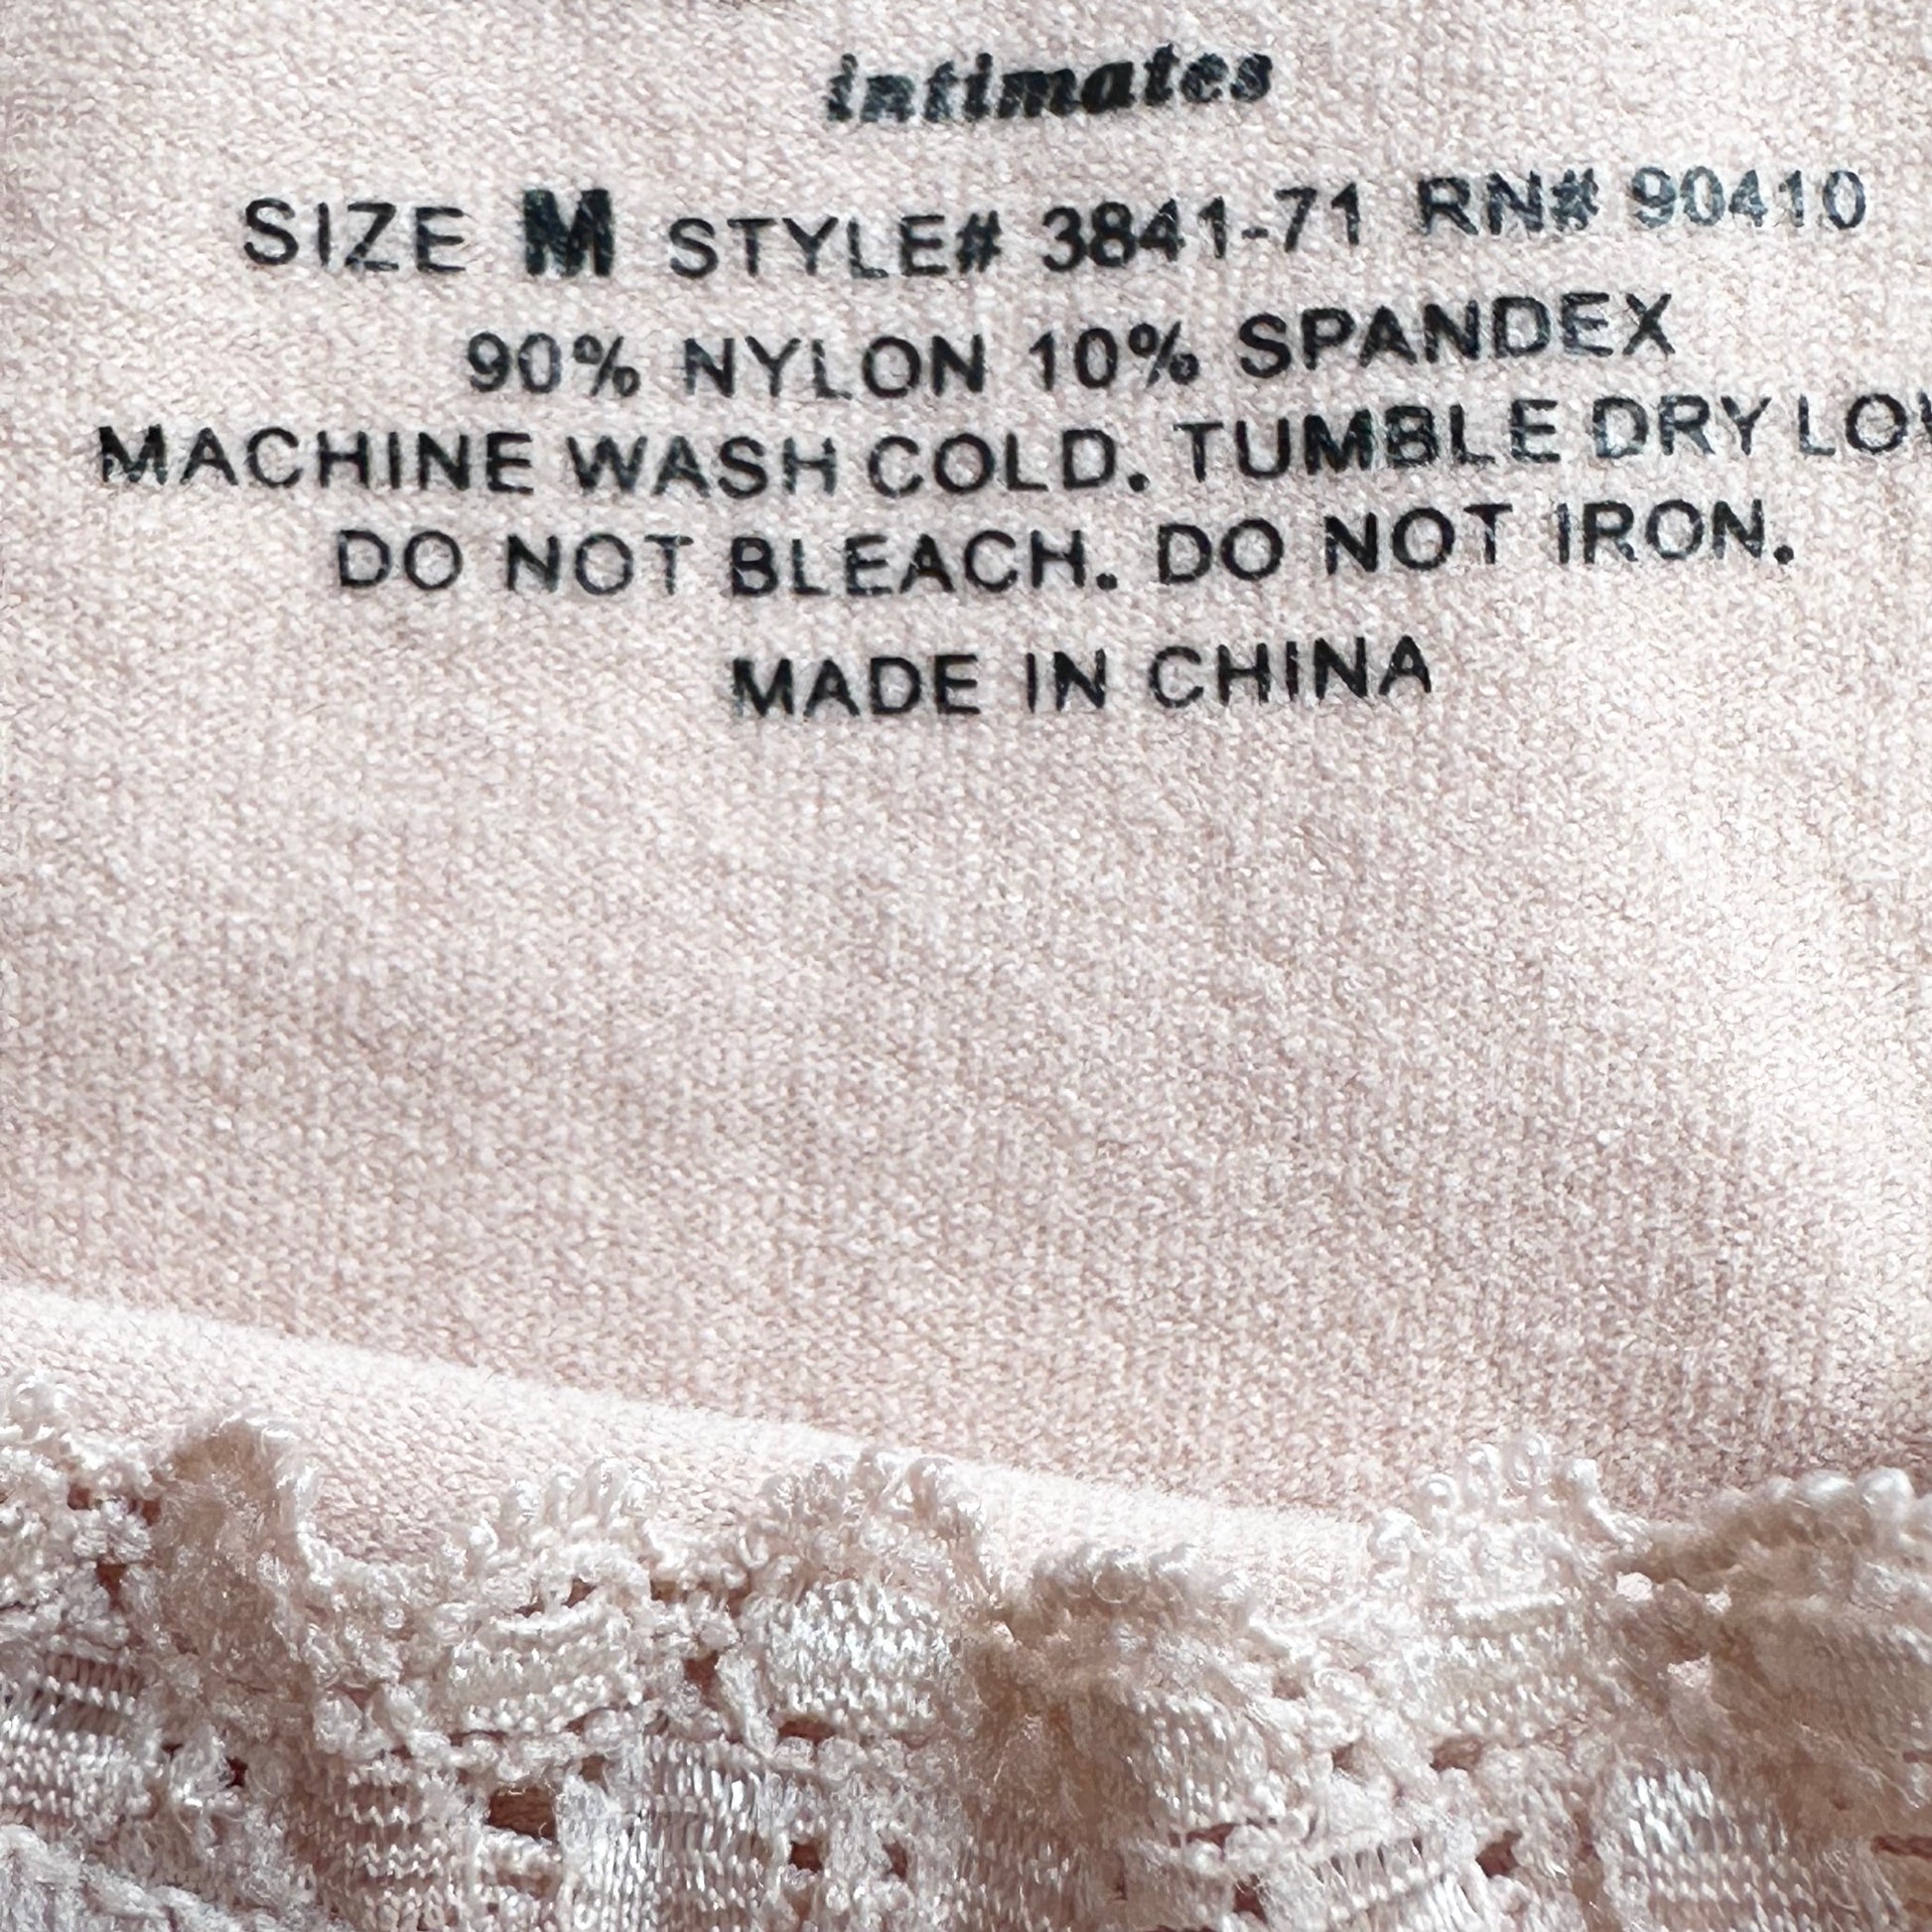 intimates
SIZE M STYLE# 3841-71 RN# 90410
90% NYLON 10% SPANDEX
MACHINE WASH COLD. TUMBLE DRY LO
DO NOT BLEACH. DO NOT IRON.
MADE IN CHINA